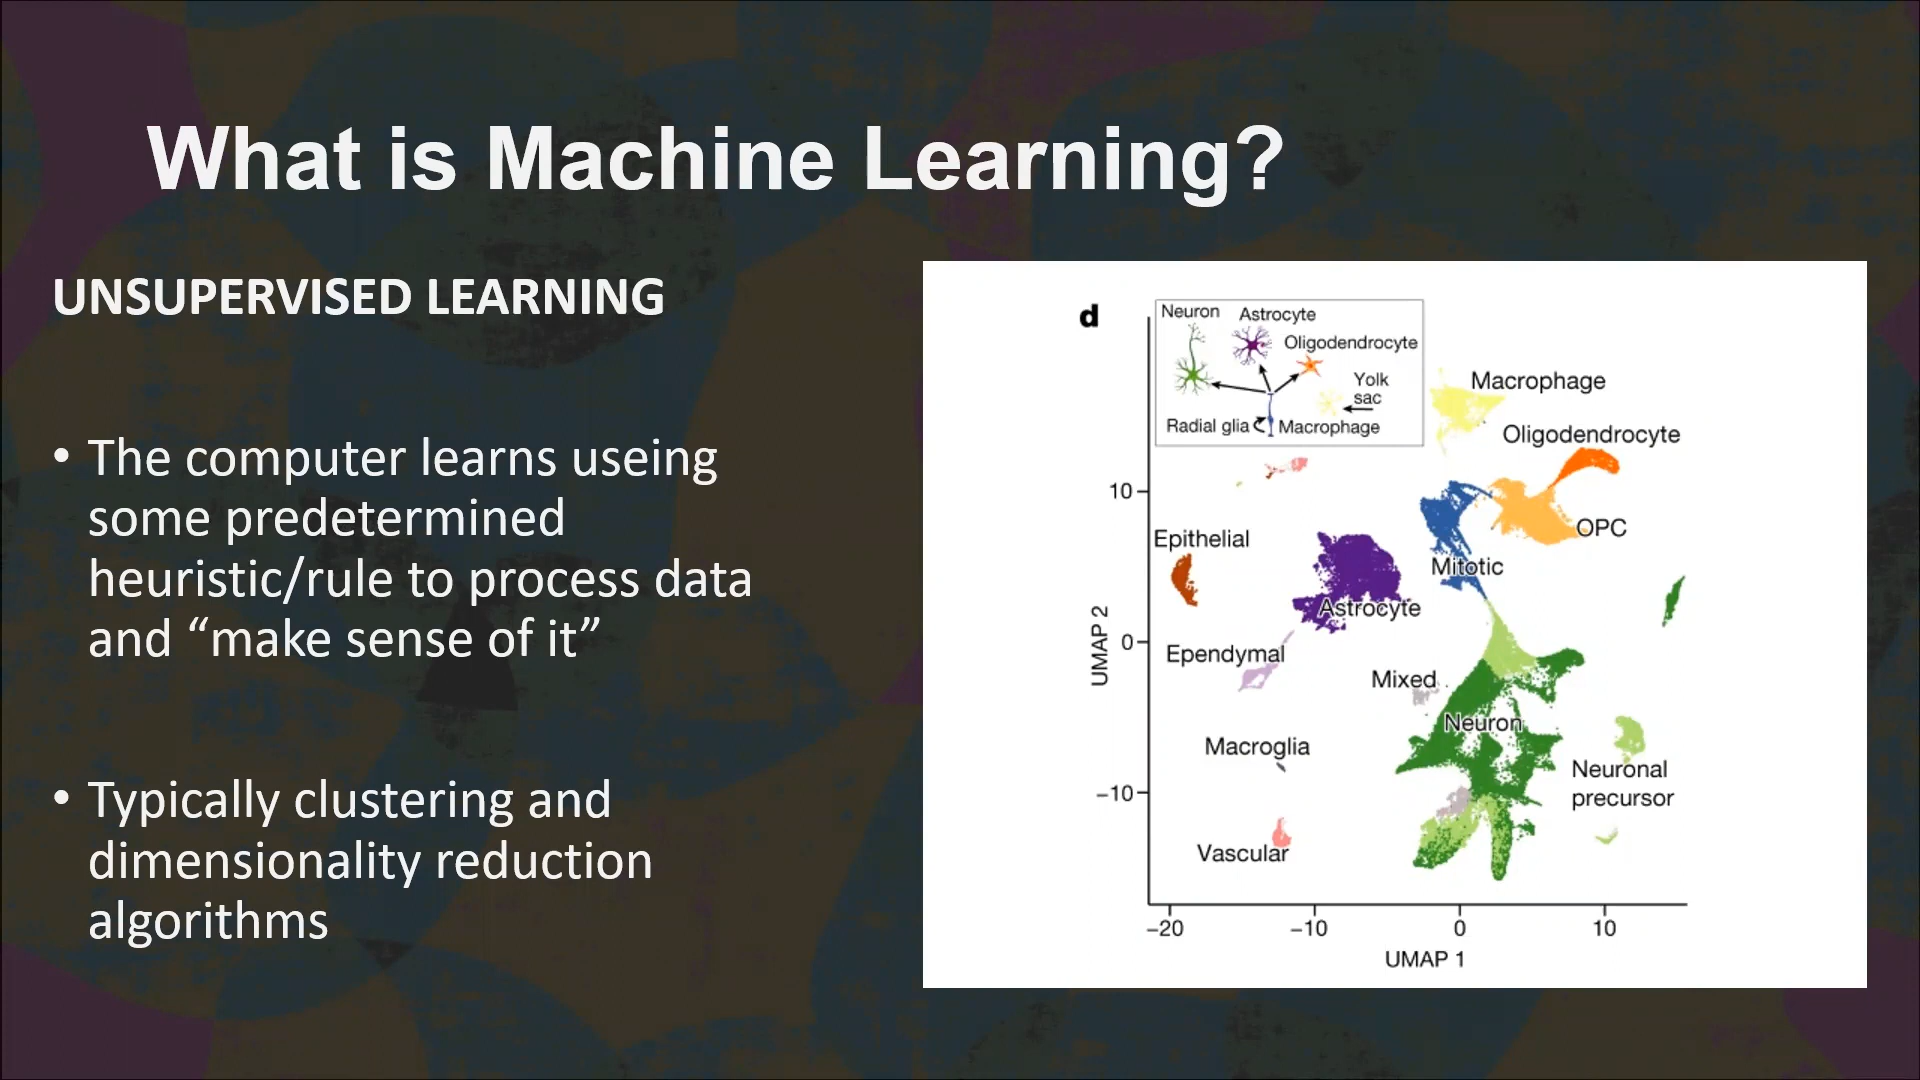 What is Machine Learning?
UNSUPERVISED LEARNING
• The computer learns useing
some predetermined
heuristic/rule to process data
and “make sense of it”
• Typically clustering and
dimensionality reduction
algorithms
d
Neuron
Astrocyte
Oligodendrocyte
Yolk
sac
Radial glia
Macrophage
Macrophage
Oligodendrocyte
OPC
Mitotic
Epithelial
Astrocyte
Ependymal
Mixed
Neuron
Macroglia
Neuronal
precursor
Vascular
10
0
−10
UMAP 2
−20
−10
0
10
UMAP 1